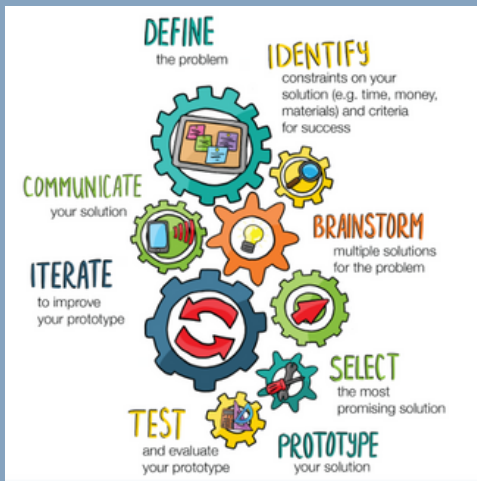 DEFINE
the problem
IDENTIFY
constraints on your
solution (e.g. time, money,
materials) and criteria
for success
BRAINSTORM
multiple solutions
for the problem
SELECT
the most
promising solution
PROTOTYPE
your solution
TEST
and evaluate
your prototype
ITERATE
to improve
your prototype
COMMUNICATE
your solution